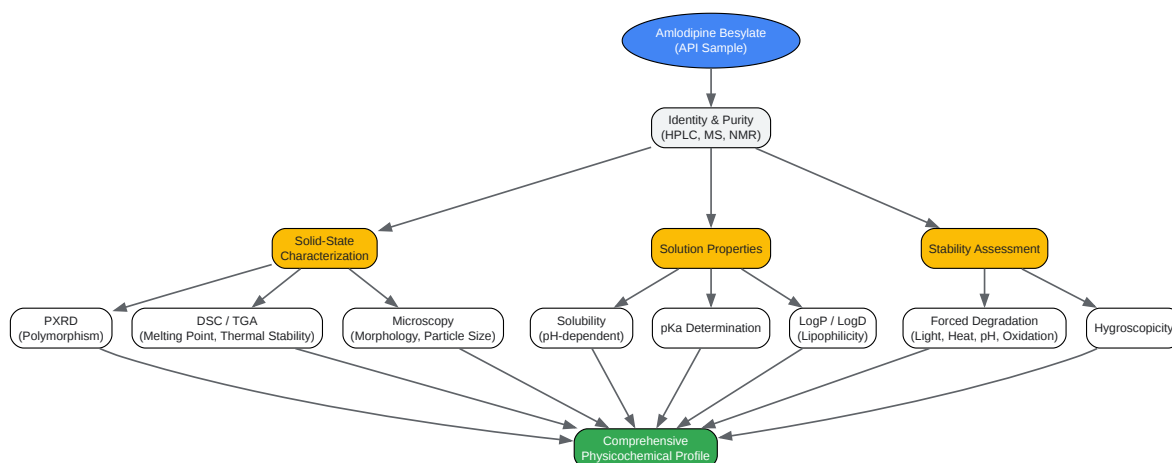 Amlodipine Besylate
(API Sample)
Identity & Purity
(HPLC, MS, NMR)
Solid-State
Characterization
Solution Properties
Stability Assessment
PXRD
(Polymorphism)
DSC / TGA
(Melting Point, Thermal Stability)
Microscopy
(Morphology, Particle Size)
Solubility
(pH-dependent)
pKa Determination
LogP / LogD
(Lipophilicity)
Forced Degradation
(Light, Heat, pH, Oxidation)
Hygroscopicity
Comprehensive
Physicochemical Profile